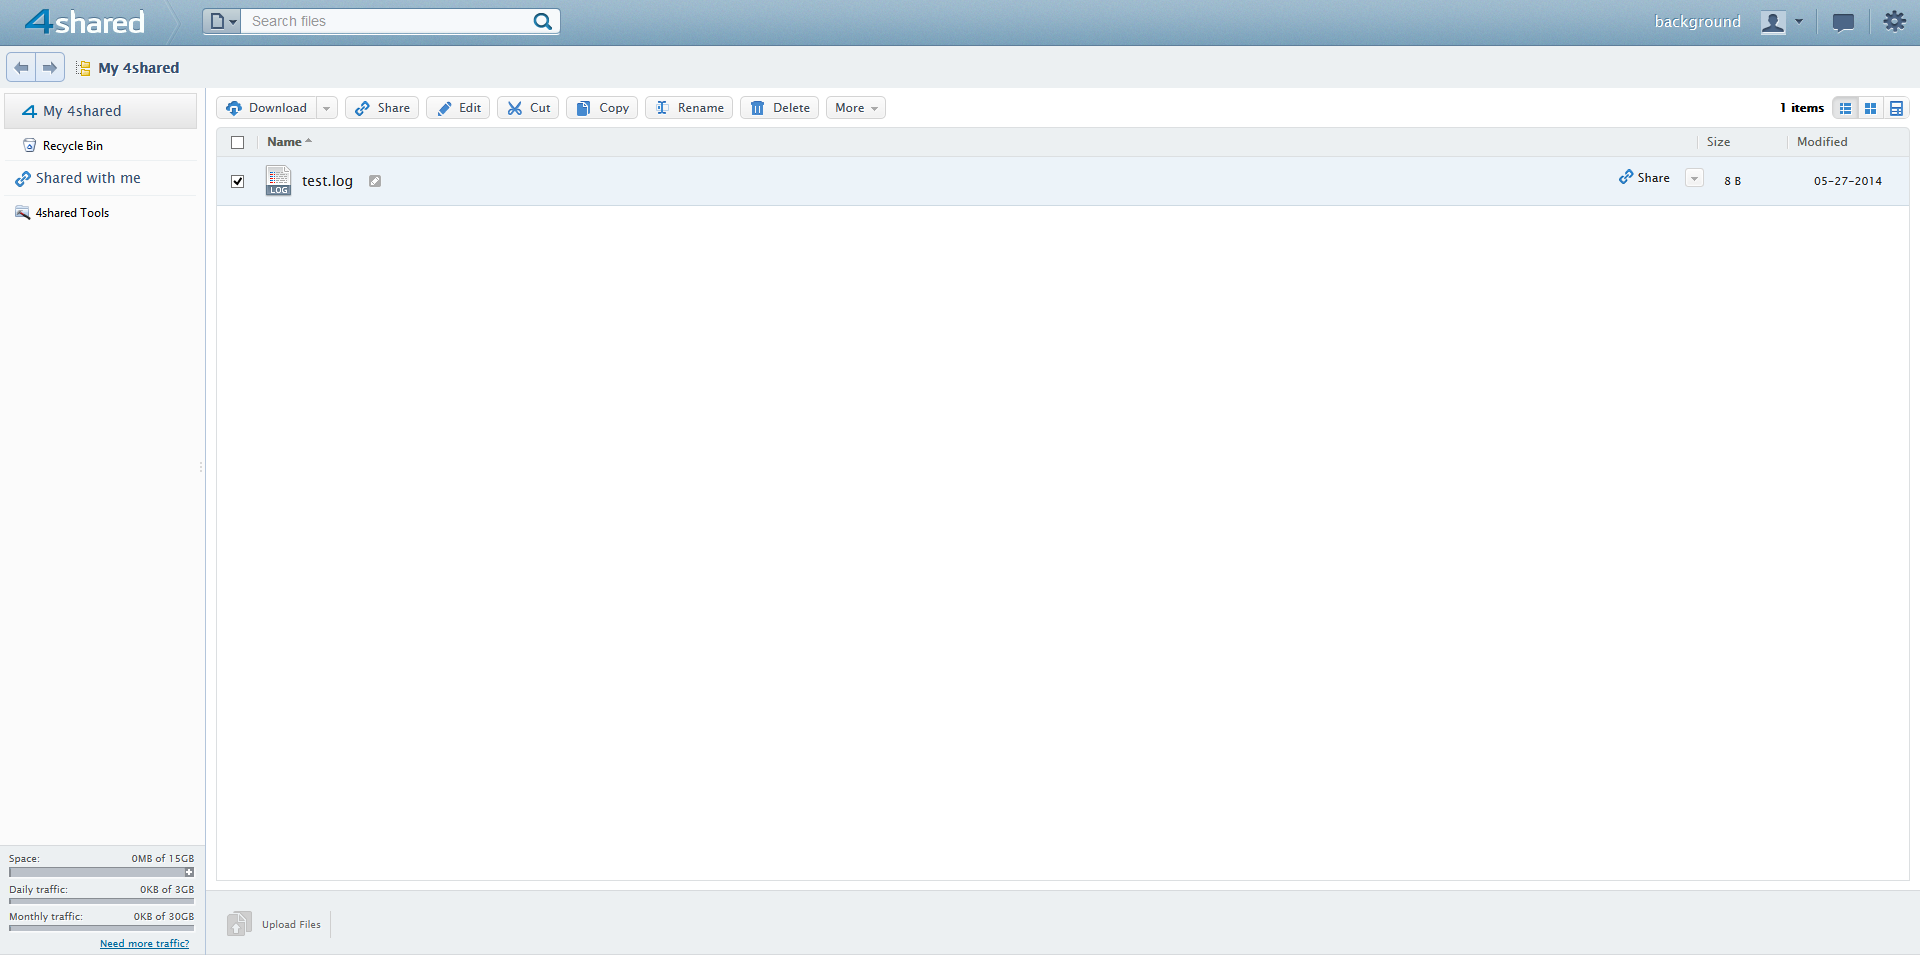 4shared
Search files
background
My 4shared
My 4shared
Recycle Bin
Shared with me
4shared Tools
Download Share Edit Cut Copy Rename Delete More
1 items
Name Size Modified
LOG test.log Share 8 B 05-27-2014
Space: 0MB of 15GB
Daily traffic: 0KB of 3GB
Monthly traffic: 0KB of 30GB
Need more traffic?
Upload Files